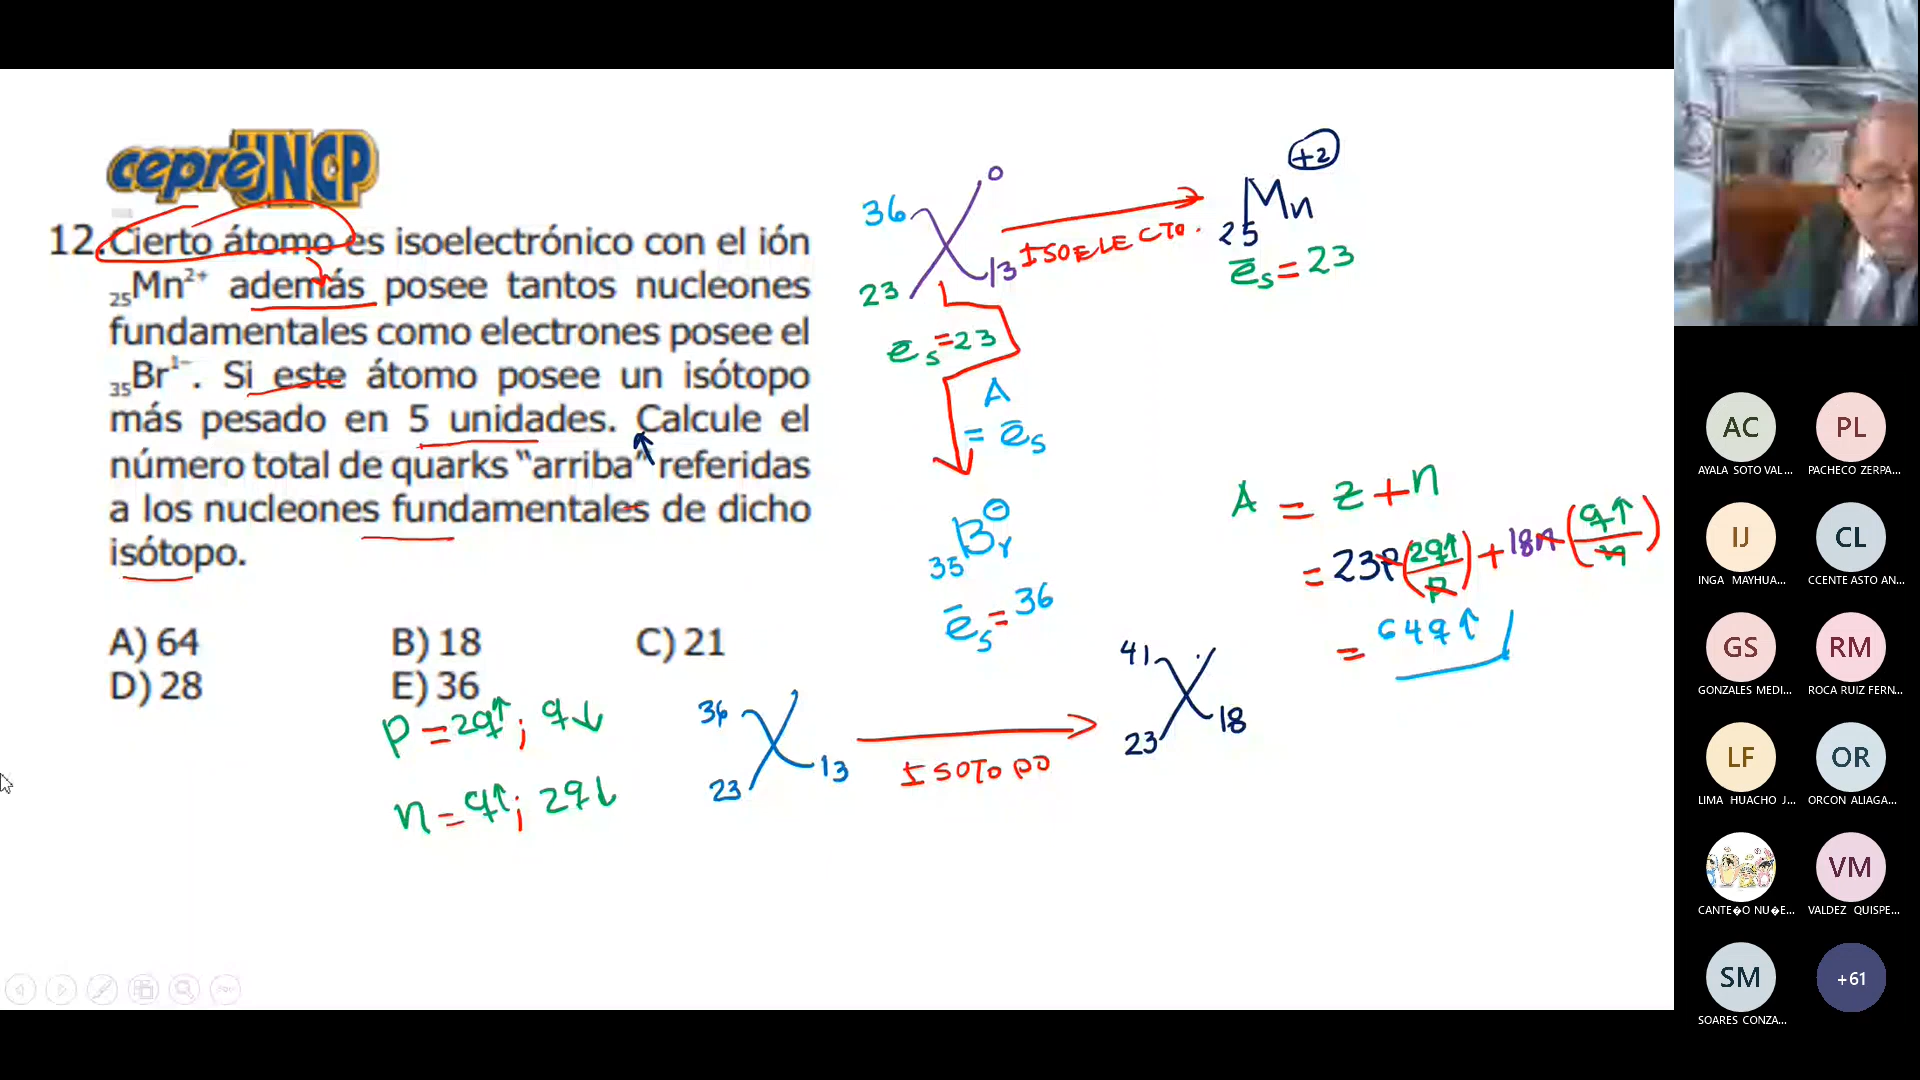 cepreUNCP
12. Cierto átomo es isoelectrónico con el ión
25Mn2+ además posee tantos nucleones
fundamentales como electrones posee el
35Br1-. Si este átomo posee un isótopo
más pesado en 5 unidades. Calcule el
número total de quarks "arriba" referidas
a los nucleones fundamentales de dicho
isótopo.
A) 64 B) 18 C) 21
D) 28 E) 36
P = 2q↑; q↓
n = q↑; 2q↓
36 X 0
23 13
ē s = 23
ISOELECTO.
25 Mn +2
ē s = 23
A
= ē s
35 Br -
ē s = 36
36 X
23 13
ISOTOPO
41 X
23 18
A = Z + n
= 23P (2q↑/P) + 18n (q↑/n)
= 64q↑
AC
AYALA SOTO VAL...
PL
PACHECO ZERPA...
IJ
INGA MAYHUA...
CL
CCENTE ASTO AN...
GS
GONZALES MEDI...
RM
ROCA RUIZ FERN...
LF
LIMA HUACHO J...
OR
ORCON ALIAGA...
CANTE�O NU�E...
VM
VALDEZ QUISPE...
SM
SOARES CONZA...
+61